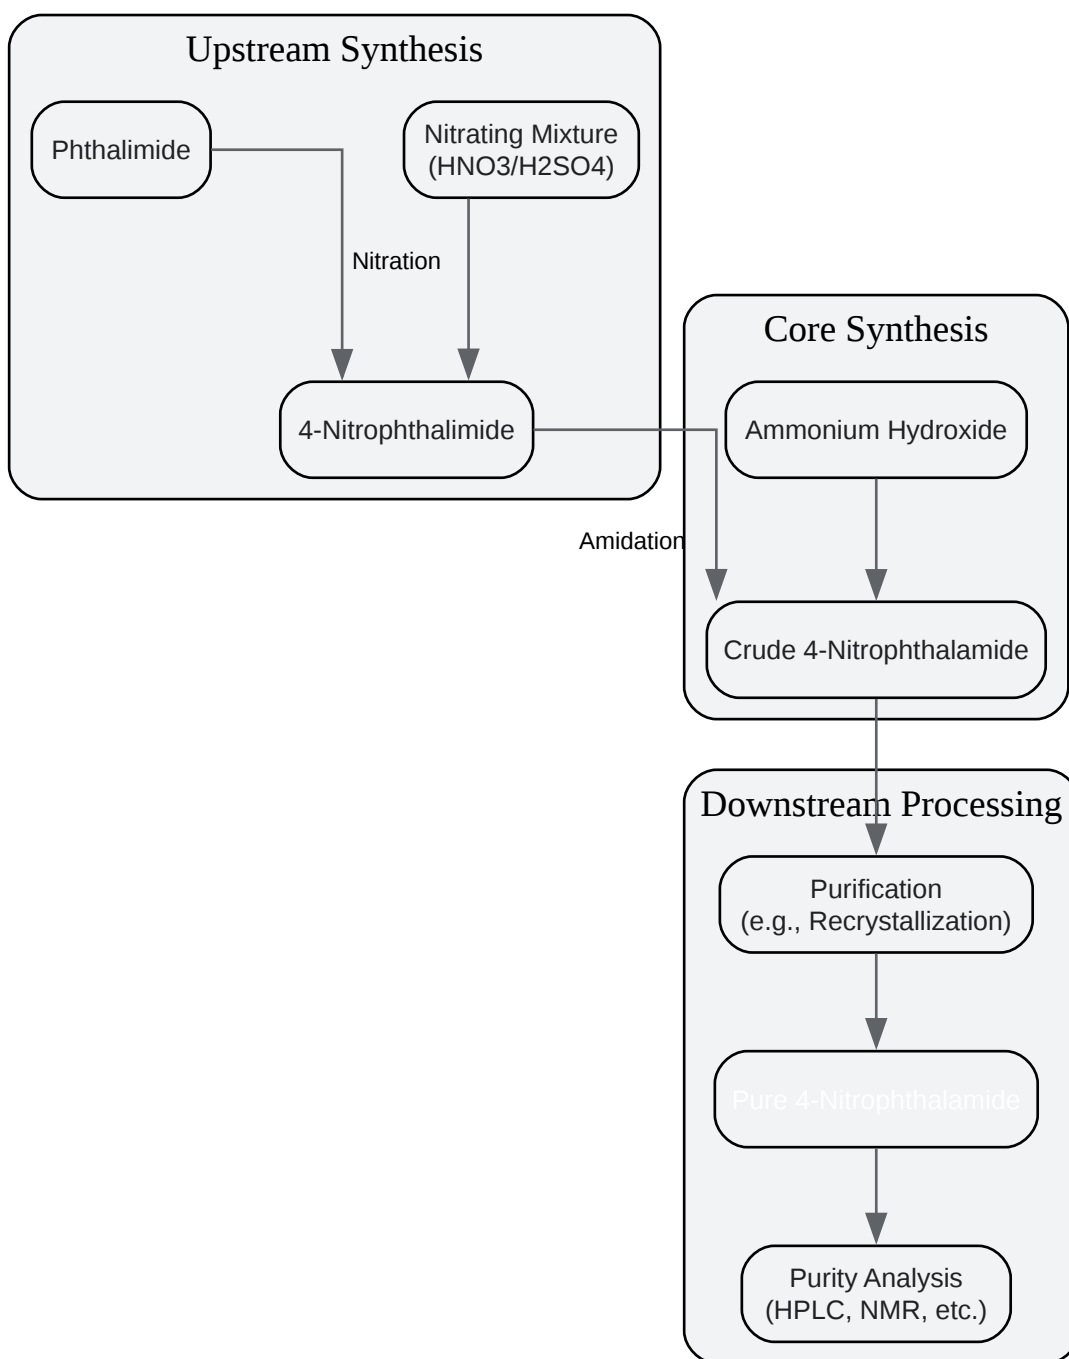 Upstream Synthesis
Phthalimide
Nitrating Mixture
(HNO3/H2SO4)
Nitration
4-Nitrophthalimide
Core Synthesis
Ammonium Hydroxide
Amidation
Crude 4-Nitrophthalamide
Downstream Processing
Purification
(e.g., Recrystallization)
Pure 4-Nitrophthalamide
Purity Analysis
(HPLC, NMR, etc.)